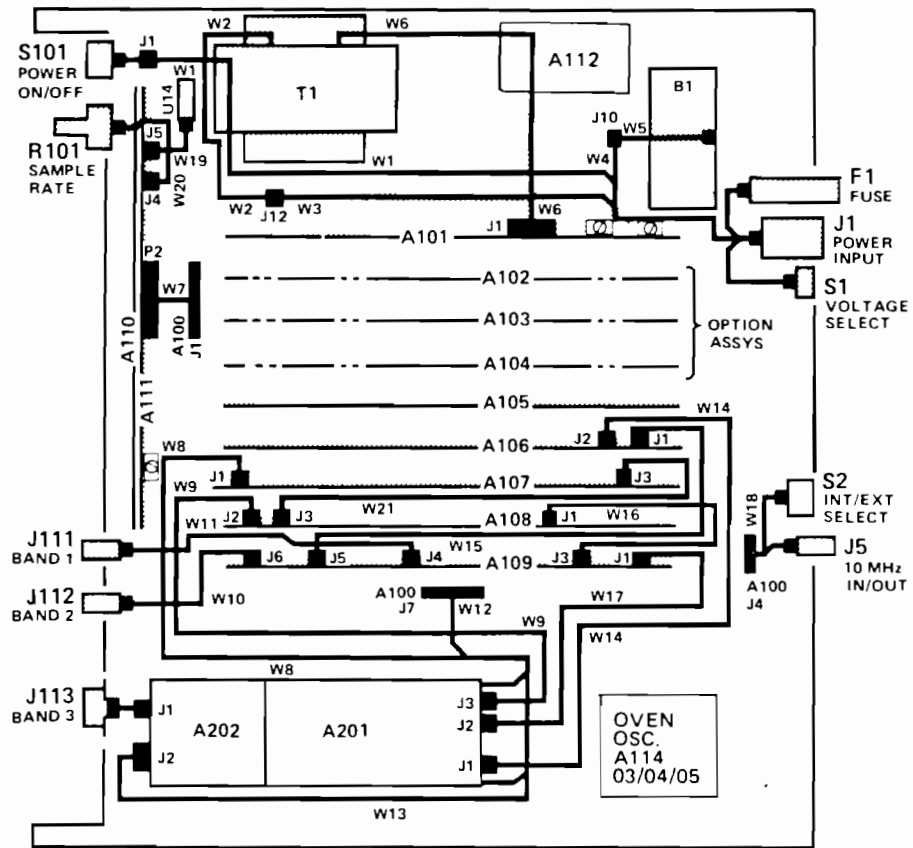 W2
W6
S101
POWER
ON/OFF
J1
W1
U14
T1
A112
B1
J10
W5
R101
SAMPLE
RATE
J5
W19
J4
W20
W1
W4
F1
FUSE
W2
J12
W3
J1
W6
A101
J1
POWER
INPUT
P2
W7
A100
J1
A102
A103
A104
OPTION
ASSYS
S1
VOLTAGE
SELECT
A110
A111
A105
W14
J2
J1
A106
W8
J1
J3
A107
W9
S2
INT/EXT
SELECT
W18
J2
J3
W21
J1
W16
A108
J111
BAND 1
W11
J6
J5
W15
J4
J3
J1
A109
J5
10 MHz
IN/OUT
A100
J4
J112
BAND 2
W10
A100
J7
W12
W17
W9
W14
W8
J113
BAND 3
J1
J2
A202
A201
J3
J2
J1
OVEN
OSC.
A114
03/04/05
W13